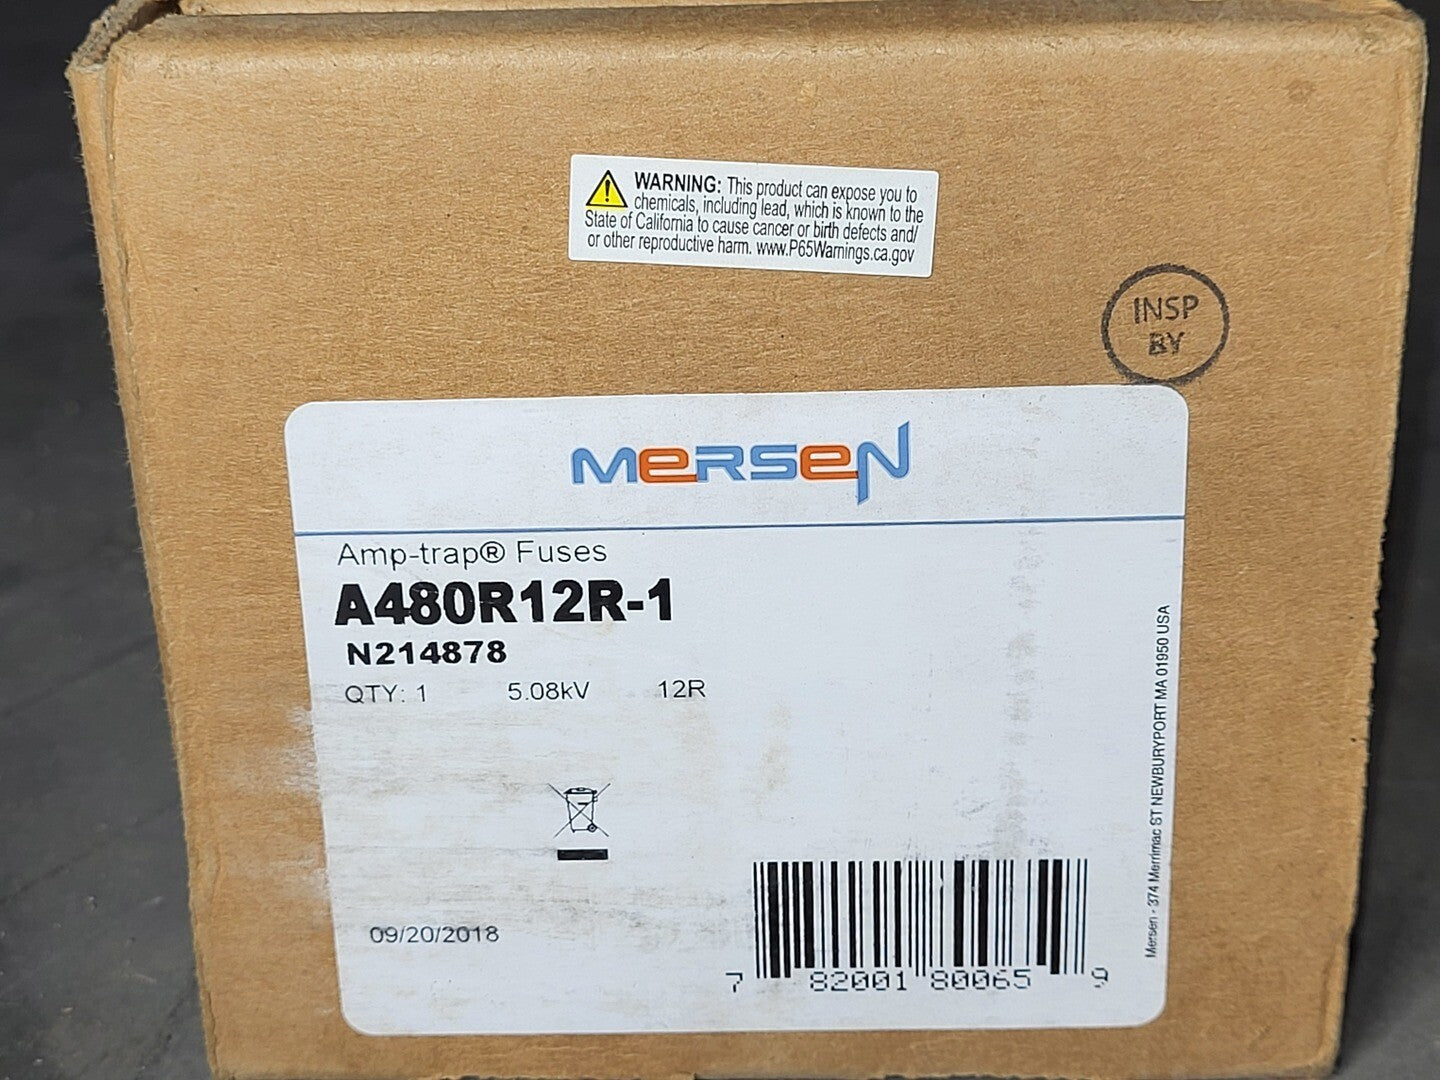 WARNING: This product can expose you to
chemicals, including lead, which is known to the
State of California to cause cancer or birth defects and/
or other reproductive harm. www.P65Warnings.ca.gov
INSP
BY
MERSEN
Amp-trap® Fuses
A480R12R-1
N214878
QTY: 1 5.08kV 12R
09/20/2018
7 82001 80065 9
Mersen - 374 Merrimac ST NEWBURYPORT MA 01950 USA